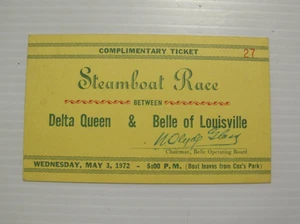 COMPLIMENTARY TICKET
27
Steamboat Race
BETWEEN
Delta Queen & Belle of Louisville
Chairman, Belle Operating Board
WEDNESDAY, MAY 3, 1972 - 5:00 P. M. (Boat leaves from Cox's Park)